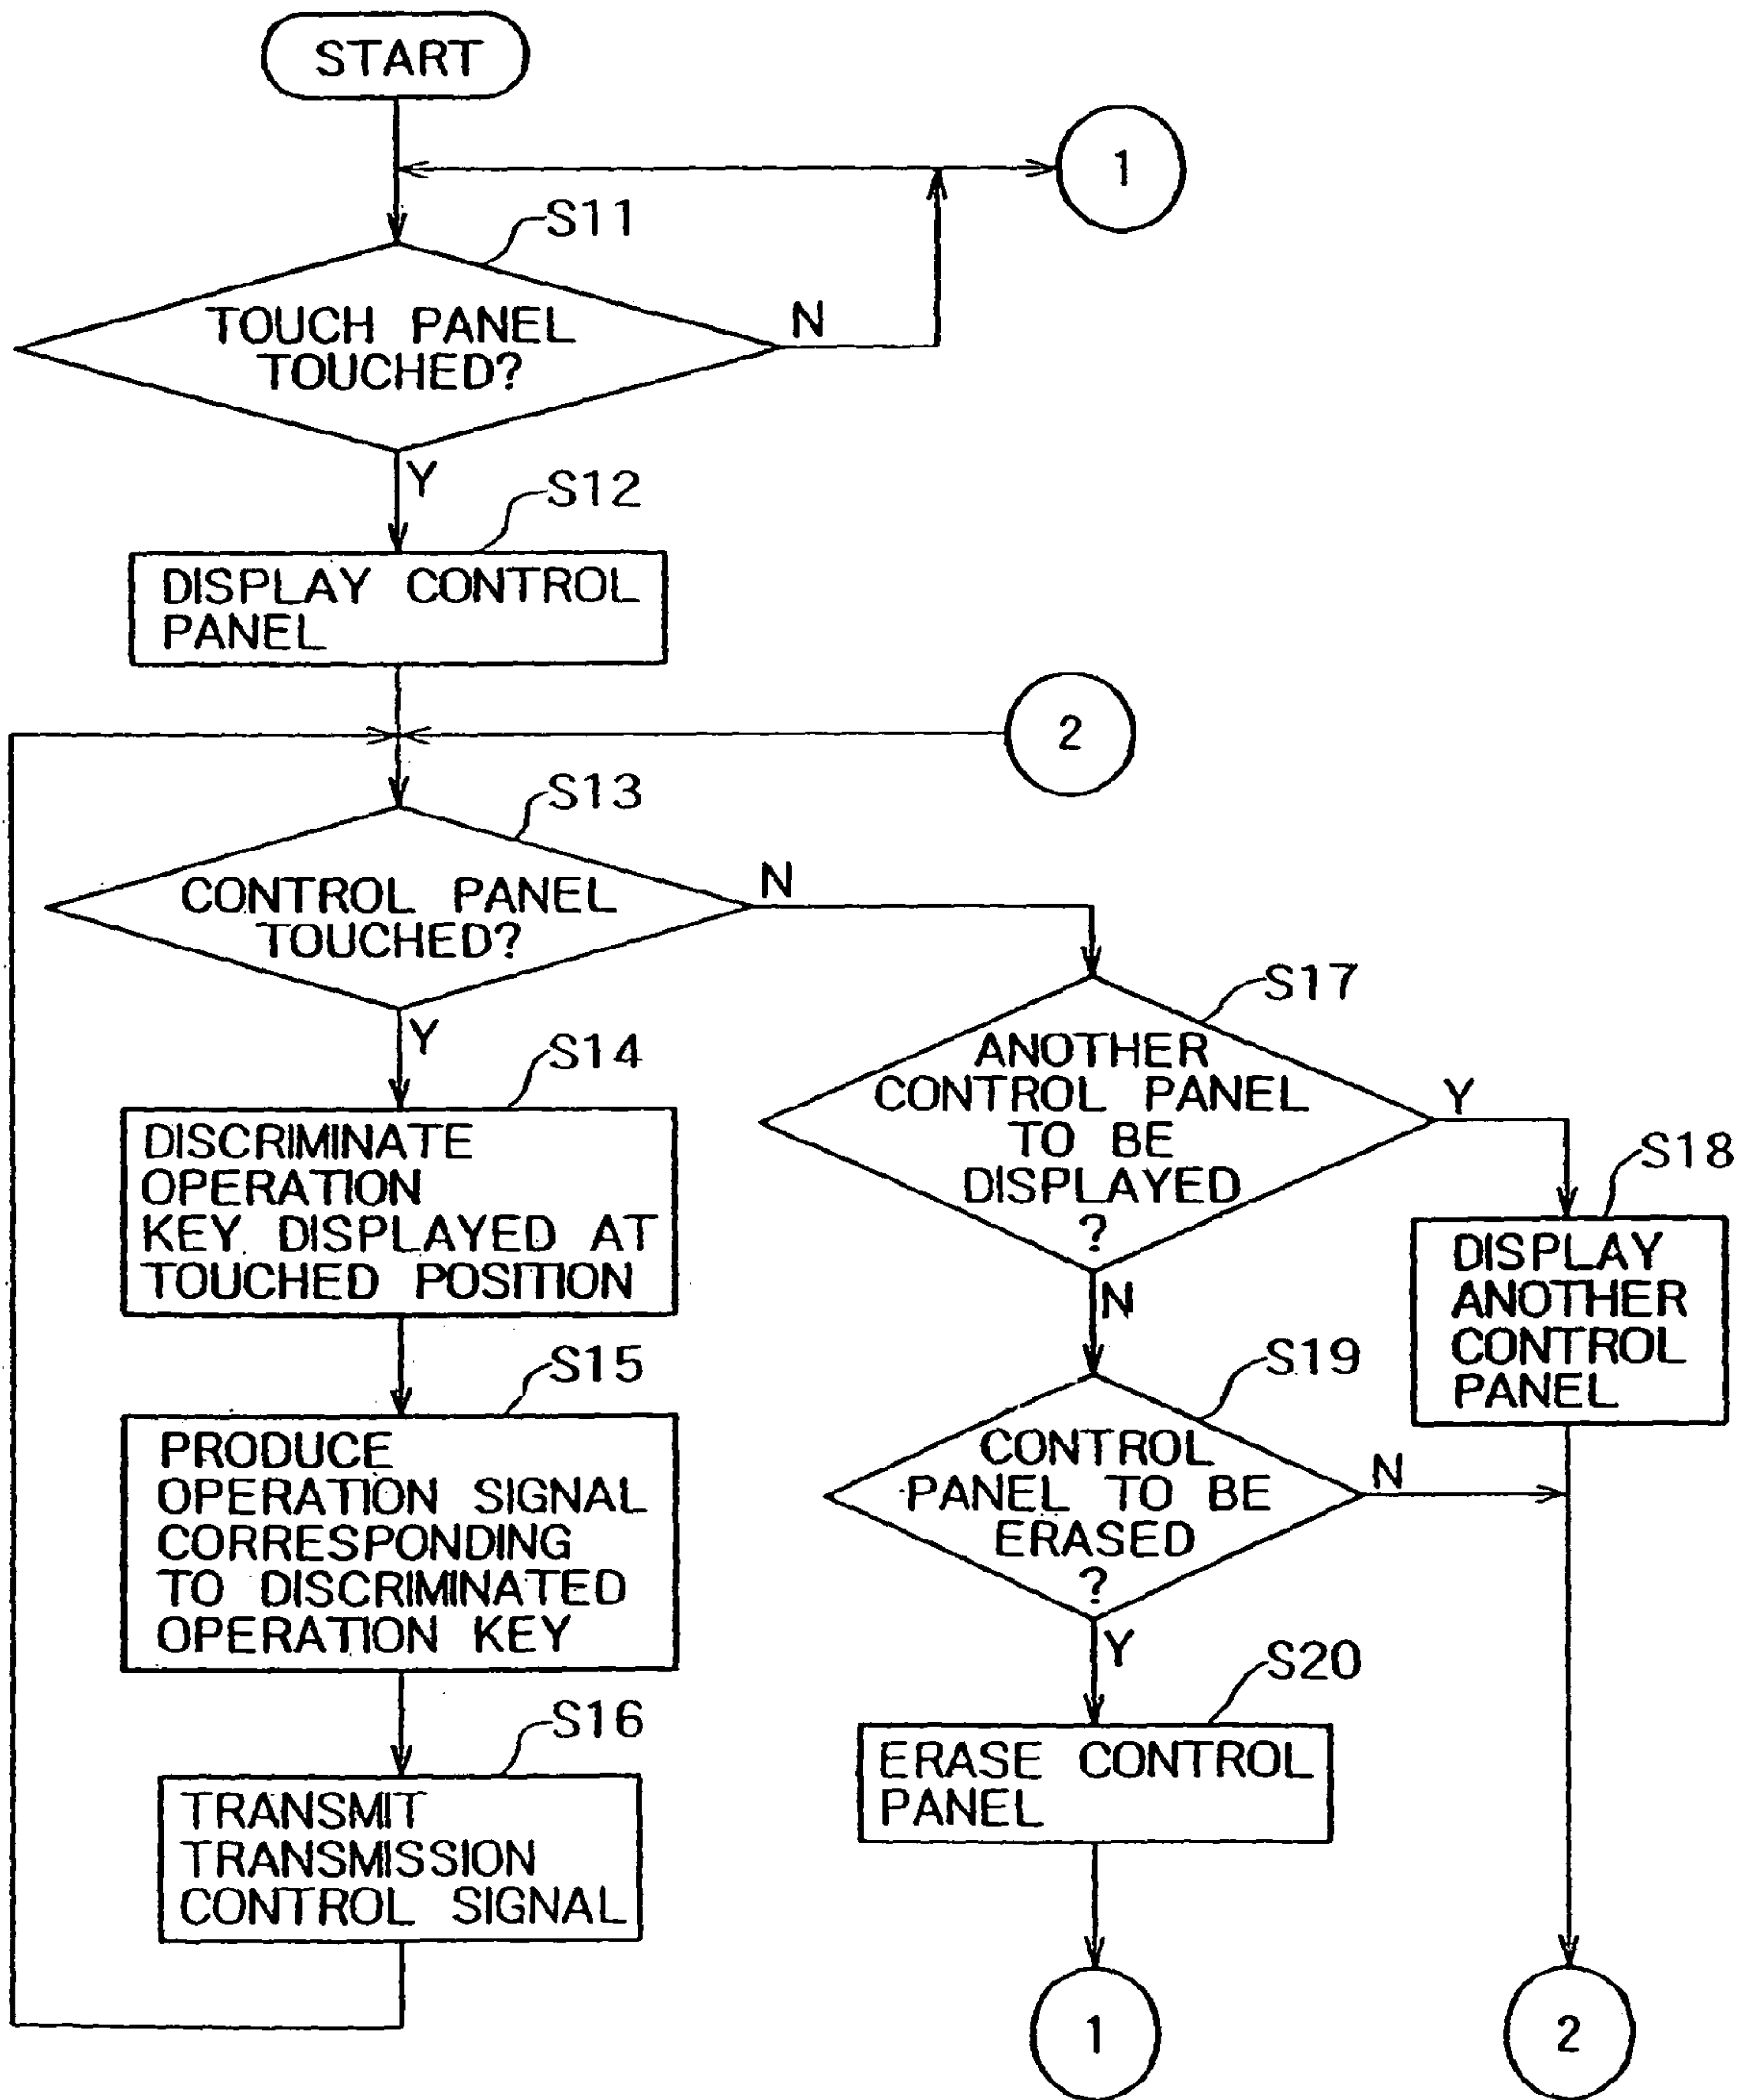 START
1
S11
TOUCH PANEL
TOUCHED?
N
Y
S12
DISPLAY CONTROL
PANEL
2
S13
CONTROL PANEL
TOUCHED?
N
Y
S14
DISCRIMINATE
OPERATION
KEY DISPLAYED AT
TOUCHED POSITION
S15
PRODUCE
OPERATION SIGNAL
CORRESPONDING
TO DISCRIMINATED
OPERATION KEY
S16
TRANSMIT
TRANSMISSION
CONTROL SIGNAL
S17
ANOTHER
CONTROL PANEL
TO BE
DISPLAYED
?
Y
N
S18
DISPLAY
ANOTHER
CONTROL
PANEL
S19
CONTROL
PANEL TO BE
ERASED
?
N
Y
S20
ERASE CONTROL
PANEL
1
2